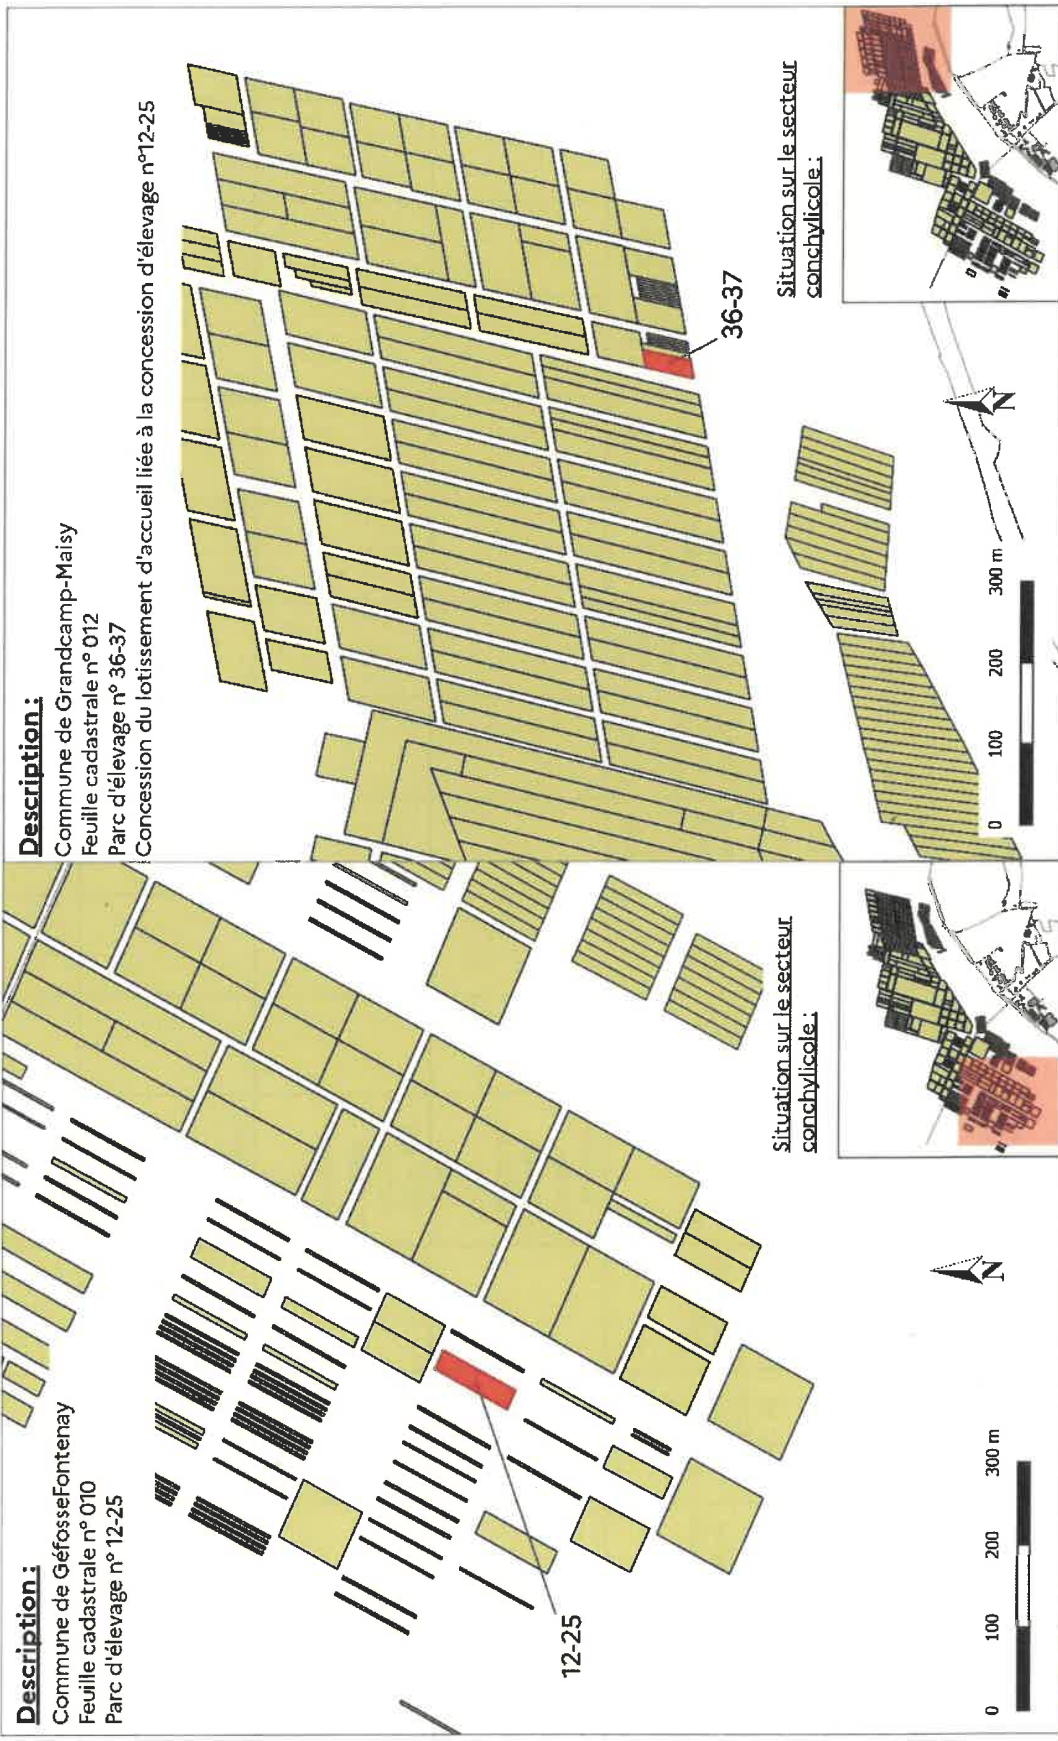 Description :
Commune de GéfosseFontenay
Feuille cadastrale n° 010
Parc d'élevage n° 12-25
12-25
Situation sur le secteur
conchylicole :
N
0 100 200 300 m
Description :
Commune de Grandcamp-Maisy
Feuille cadastrale n° 012
Parc d'élevage n° 36-37
Concession du lotissement d'accueil liée à la concession d'élevage n°12-25
36-37
Situation sur le secteur
conchylicole :
N
0 100 200 300 m